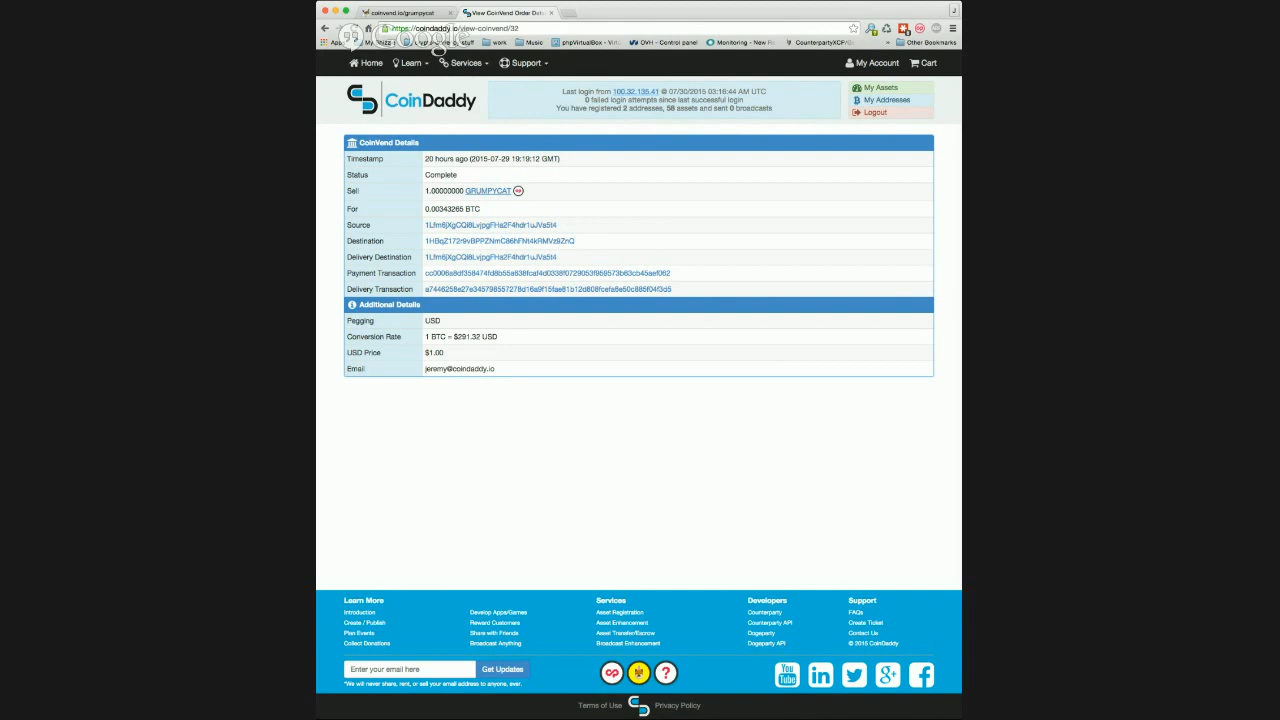 coinvend.io/grumpycat
View CoinVend Order Deta
https://coindaddy.io/view-coinvend/32
Google
work
Music
phpVirtualBox - Virtu
OVH - Control panel
Monitoring - New R
CounterpartyXCP/
Other Bookmarks
Home Learn Services Support My Account Cart
CoinDaddy
Last login from 100.32.135.41 @ 07/30/2015 03:16:44 AM UTC
0 failed login attempts since last successful login
You have registered 2 addresses, 58 assets and sent 0 broadcasts
My Assets
My Addresses
Logout
CoinVend Details
Timestamp 20 hours ago (2015-07-29 19:19:12 GMT)
Status Complete
Sell 1.00000000 GRUMPYCAT
For 0.00343265 BTC
Source
Destination
Delivery Destination
Payment Transaction
Delivery Transaction
Additional Details
Pegging USD
Conversion Rate 1 BTC = $291.32 USD
USD Price $1.00
Email jeremy@coindaddy.io
Learn More Services Developers Support
Introduction Develop Apps/Games Asset Registration Counterparty FAQs
Create / Publish Reward Customers Asset Enhancement Counterparty API Create Ticket
Plan Events Share with Friends Asset Transfer/Escrow Dogeparty Contact Us
Collect Donations Broadcast Anything Broadcast Enhancement Dogeparty API © 2015 CoinDaddy
Enter your email here Get Updates
*We will never share, rent, or sell your email address to anyone, ever.
You Tube
Terms of Use Privacy Policy